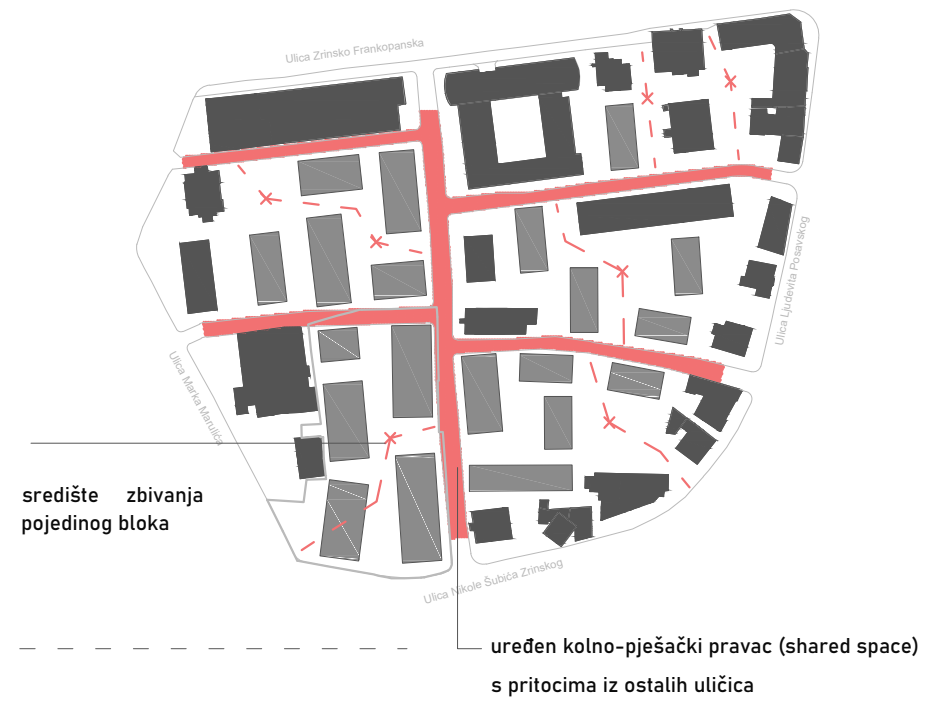 Ulica Zrinsko Frankopanska
Ulica Ljudevita Posavskog
Ulica Marka Marulića
središte zbivanja
pojedinog bloka
Ulica Nikole Šubića Zrinskog
uređen kolno-pješački pravac (shared space)
s pritocima iz ostalih uličica